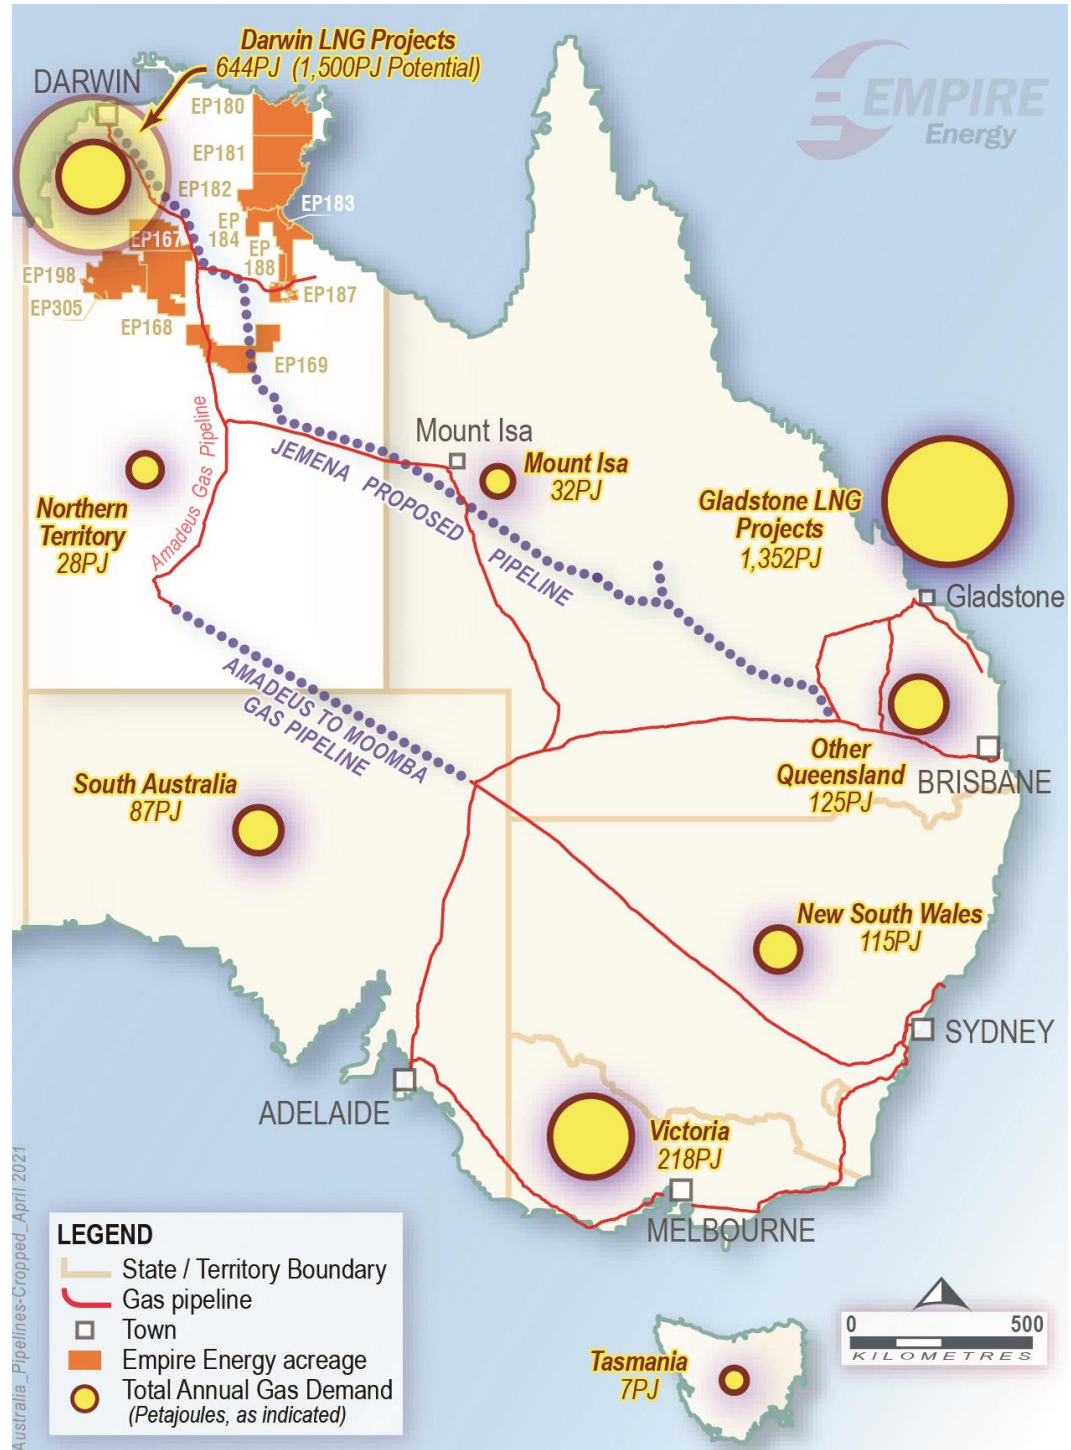 Darwin LNG Projects
644PJ (1,500PJ Potential)
DARWIN
EMPIRE
Energy
EP180
EP181
EP182
EP183
EP
184
EP167
EP
188
EP198
EP187
EP305
EP168
EP169
Amadeus Gas Pipeline
Mount Isa
JEMENA PROPOSED PIPELINE
Mount Isa
32PJ
Gladstone LNG
Projects
1,352PJ
Northern
Territory
28PJ
Gladstone
AMADEUS TO MOOMBA
GAS PIPELINE
Other
Queensland
125PJ
BRISBANE
South Australia
87PJ
New South Wales
115PJ
SYDNEY
ADELAIDE
Victoria
218PJ
MELBOURNE
Australia_Pipelines-Cropped_April 2021
LEGEND
State / Territory Boundary
Gas pipeline
Town
Empire Energy acreage
Total Annual Gas Demand
(Petajoules, as indicated)
Tasmania
7PJ
0 500
KILOMETRES